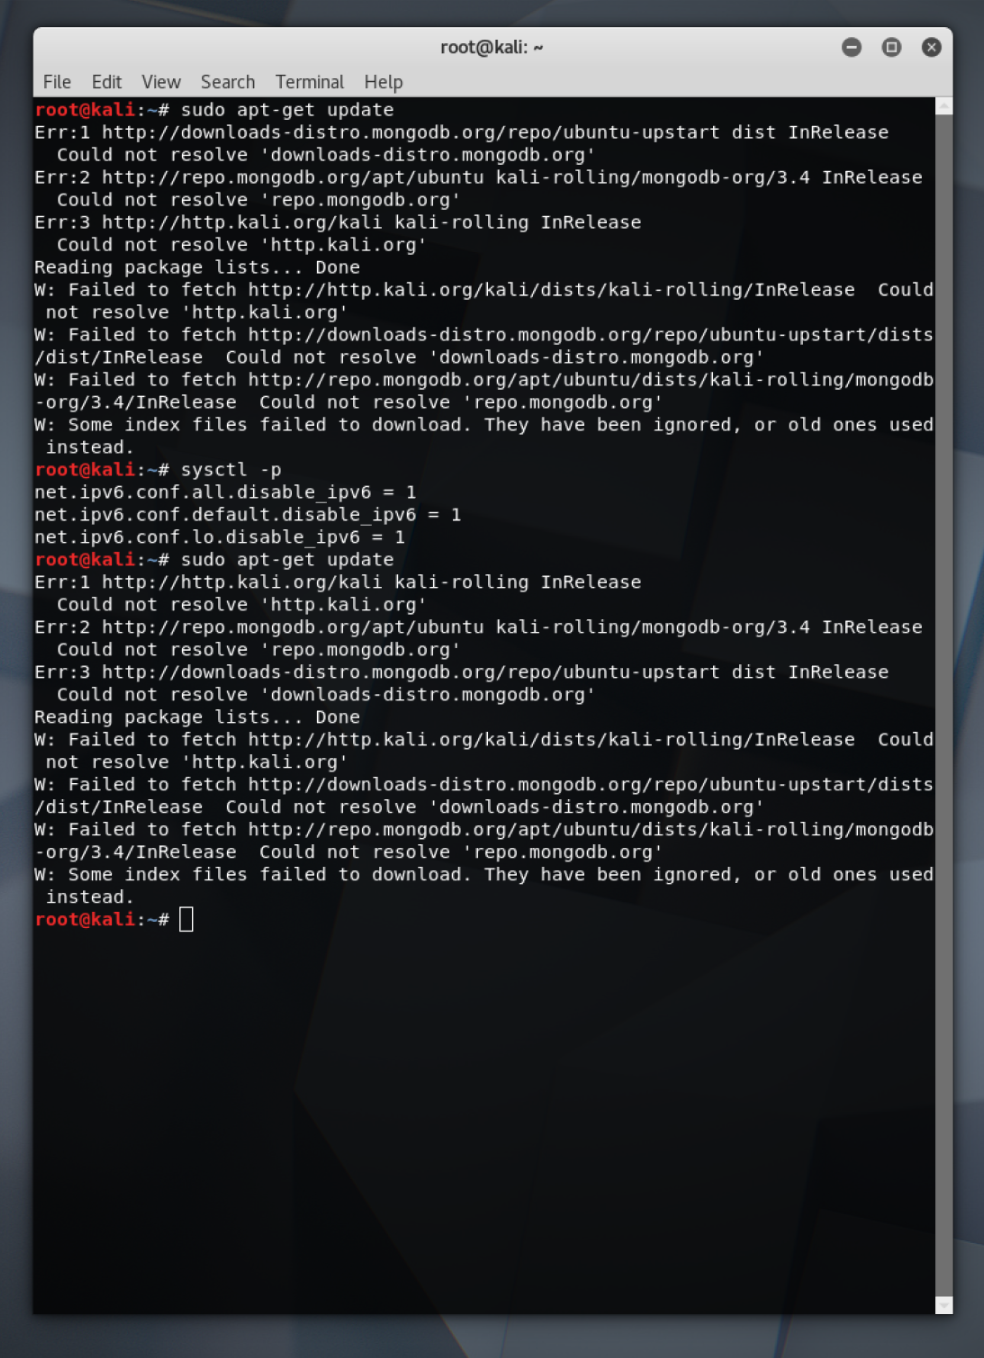 root@kali: ~
File Edit View Search Terminal Help
root@kali:~# sudo apt-get update
Err:1 http://downloads-distro.mongodb.org/repo/ubuntu-upstart dist InRelease
  Could not resolve 'downloads-distro.mongodb.org'
Err:2 http://repo.mongodb.org/apt/ubuntu kali-rolling/mongodb-org/3.4 InRelease
  Could not resolve 'repo.mongodb.org'
Err:3 http://http.kali.org/kali kali-rolling InRelease
  Could not resolve 'http.kali.org'
Reading package lists... Done
W: Failed to fetch http://http.kali.org/kali/dists/kali-rolling/InRelease  Could
 not resolve 'http.kali.org'
W: Failed to fetch http://downloads-distro.mongodb.org/repo/ubuntu-upstart/dists
/dist/InRelease  Could not resolve 'downloads-distro.mongodb.org'
W: Failed to fetch http://repo.mongodb.org/apt/ubuntu/dists/kali-rolling/mongodb
-org/3.4/InRelease  Could not resolve 'repo.mongodb.org'
W: Some index files failed to download. They have been ignored, or old ones used
 instead.
root@kali:~# sysctl -p
net.ipv6.conf.all.disable_ipv6 = 1
net.ipv6.conf.default.disable_ipv6 = 1
net.ipv6.conf.lo.disable_ipv6 = 1
root@kali:~# sudo apt-get update
Err:1 http://http.kali.org/kali kali-rolling InRelease
  Could not resolve 'http.kali.org'
Err:2 http://repo.mongodb.org/apt/ubuntu kali-rolling/mongodb-org/3.4 InRelease
  Could not resolve 'repo.mongodb.org'
Err:3 http://downloads-distro.mongodb.org/repo/ubuntu-upstart dist InRelease
  Could not resolve 'downloads-distro.mongodb.org'
Reading package lists... Done
W: Failed to fetch http://http.kali.org/kali/dists/kali-rolling/InRelease  Could
 not resolve 'http.kali.org'
W: Failed to fetch http://downloads-distro.mongodb.org/repo/ubuntu-upstart/dists
/dist/InRelease  Could not resolve 'downloads-distro.mongodb.org'
W: Failed to fetch http://repo.mongodb.org/apt/ubuntu/dists/kali-rolling/mongodb
-org/3.4/InRelease  Could not resolve 'repo.mongodb.org'
W: Some index files failed to download. They have been ignored, or old ones used
 instead.
root@kali:~#